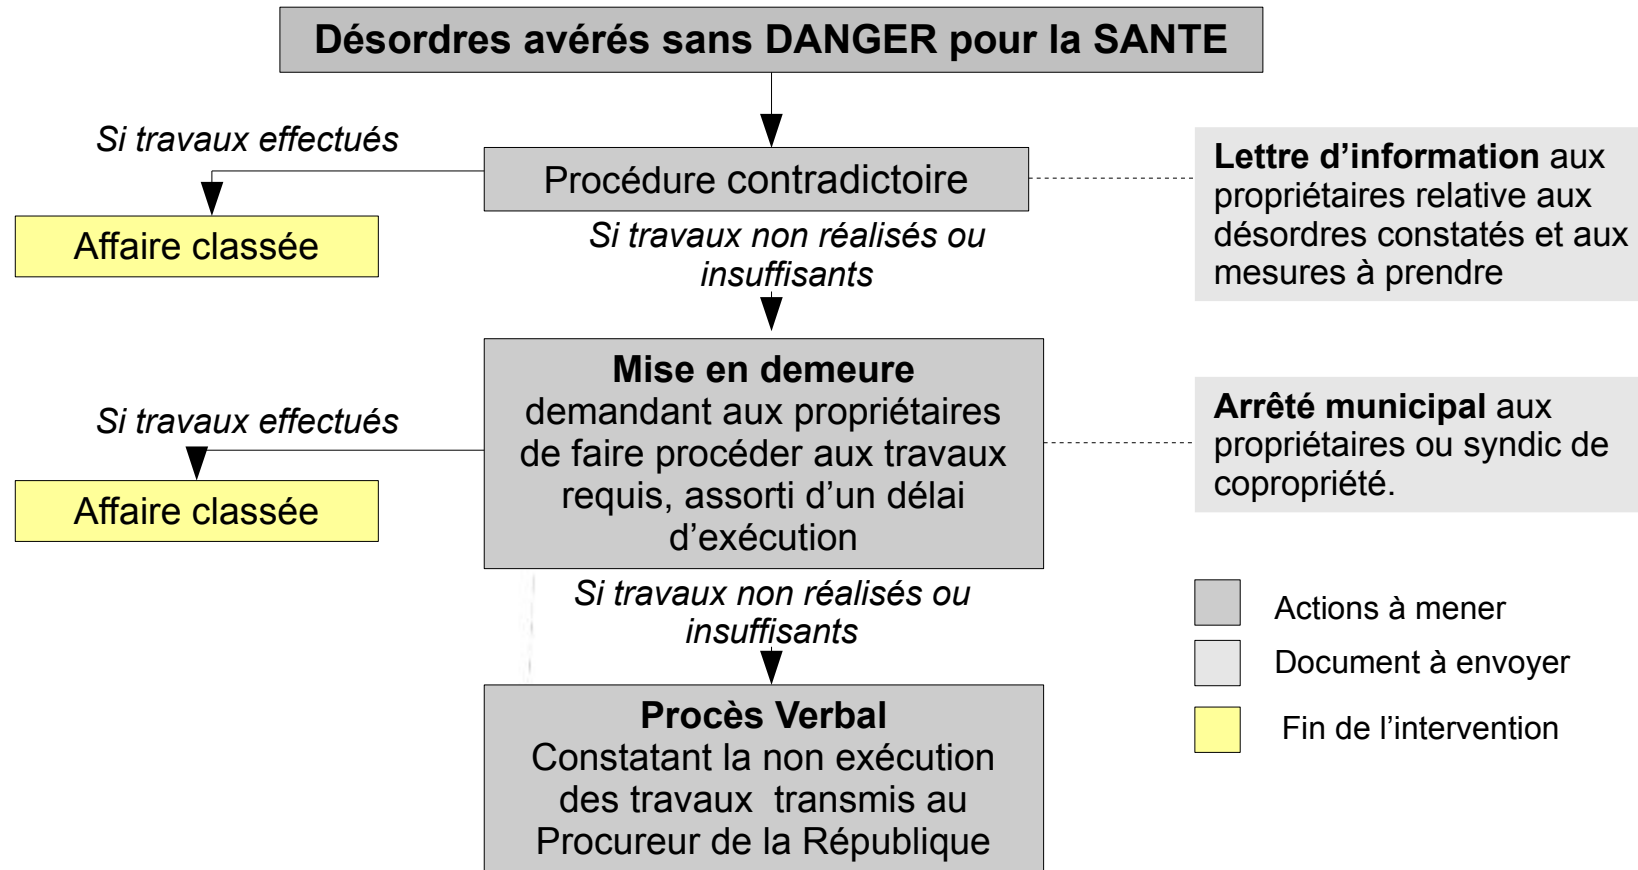 Désordres avérés sans DANGER pour la SANTE
Si travaux effectués
Procédure contradictoire
Lettre d’information aux
propriétaires relative aux
désordres constatés et aux
mesures à prendre
Affaire classée
Si travaux non réalisés ou
insuffisants
Mise en demeure
demandant aux propriétaires
de faire procéder aux travaux
requis, assorti d’un délai
d’exécution
Arrêté municipal aux
propriétaires ou syndic de
copropriété.
Si travaux effectués
Affaire classée
Si travaux non réalisés ou
insuffisants
Procès Verbal
Constatant la non exécution
des travaux  transmis au
Procureur de la République
Actions à mener
Document à envoyer
Fin de l’intervention